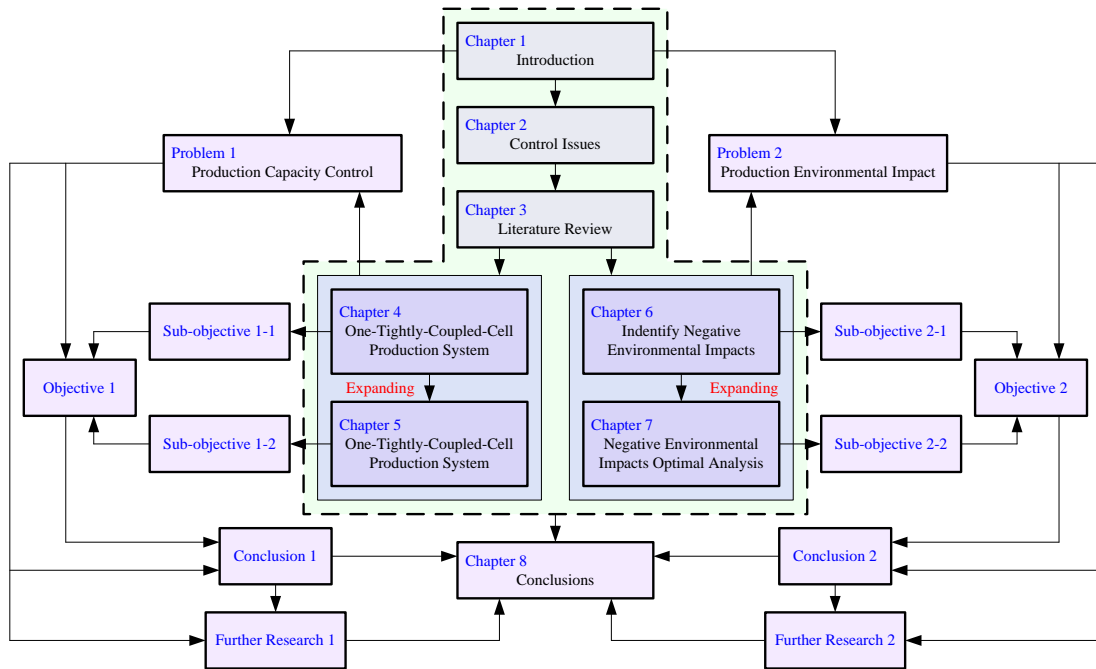 Chapter 1
Introduction
Chapter 2
Control Issues
Problem 1
Production Capacity Control
Problem 2
Production Environmental Impact
Chapter 3
Literature Review
Chapter 4
One-Tightly-Coupled-Cell
Production System
Chapter 6
Indentify Negative
Environmental Impacts
Sub-objective 1-1
Sub-objective 2-1
Objective 1
Expanding
Expanding
Objective 2
Chapter 5
One-Tightly-Coupled-Cell
Production System
Chapter 7
Negative Environmental
Impacts Optimal Analysis
Sub-objective 1-2
Sub-objective 2-2
Conclusion 1
Chapter 8
Conclusions
Conclusion 2
Further Research 1
Further Research 2